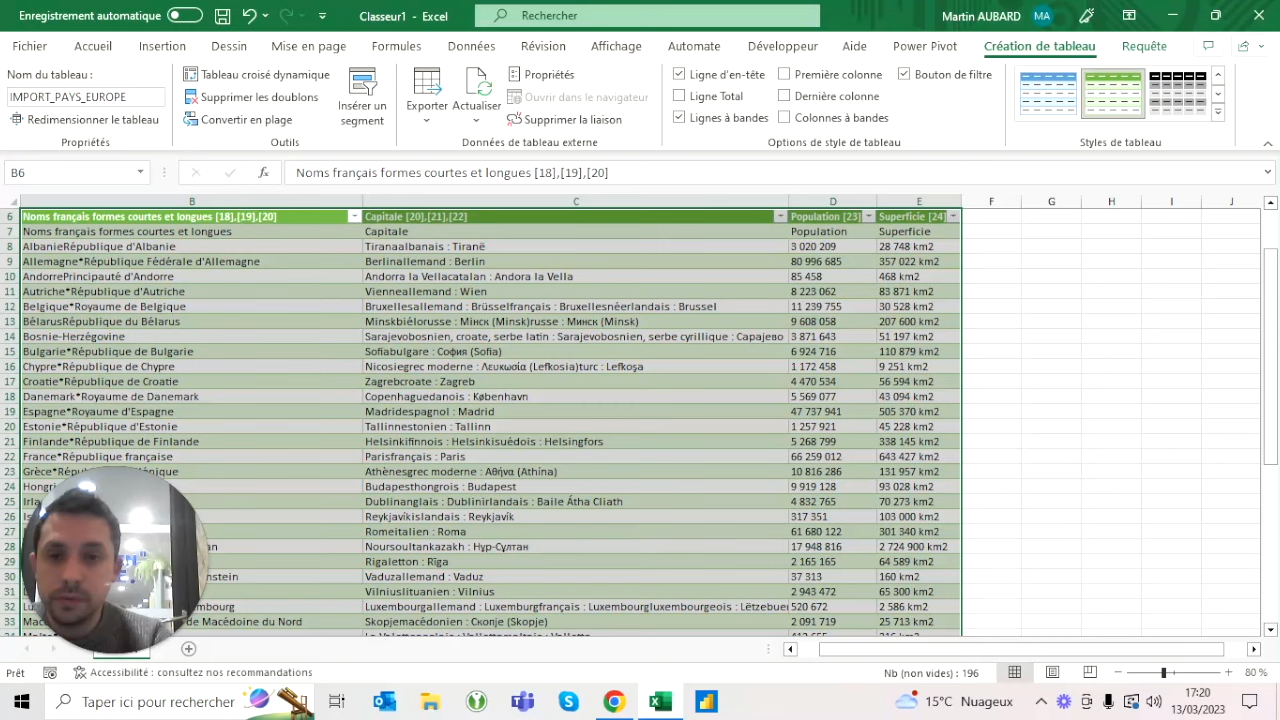 Enregistrement automatique
Classeur1 - Excel
Rechercher
Martin AUBARD
MA
Fichier Accueil Insertion Dessin Mise en page Formules Données Révision Affichage Automate Développeur Aide Power Pivot Création de tableau Requête
Nom du tableau :
IMPORT_PAYS_EUROPE
Redimensionner le tableau
Propriétés
Tableau croisé dynamique
Supprimer les doublons
Convertir en plage
Insérer un
segment
Outils
Exporter
Actualiser
Propriétés
Ouvrir dans le navigateur
Supprimer la liaison
Données de tableau externe
Ligne d'en-tête
Ligne Total
Lignes à bandes
Première colonne
Dernière colonne
Colonnes à bandes
Bouton de filtre
Options de style de tableau
Styles de tableau
B6
fx
Noms français formes courtes et longues [18],[19],[20]
B C D E F G H I J
6 Noms français formes courtes et longues [18],[19],[20] Capitale [20],[21],[22] Population [23] Superficie [24]
7 Noms français formes courtes et longues Capitale Population Superficie
8 AlbanieRépublique d'Albanie Tiranaalbanais : Tiranë 3 020 209 28 748 km2
9 Allemagne*République Fédérale d'Allemagne Berlinallemand : Berlin 80 996 685 357 022 km2
10 AndorrePrincipauté d'Andorre Andorra la Vellacatalan : Andora la Vella 85 458 468 km2
11 Autriche*République d'Autriche Vienneallemand : Wien 8 223 062 83 871 km2
12 Belgique*Royaume de Belgique Bruxellesallemand : Brüsselfrançais : Bruxellesnéerlandais : Brussel 11 239 755 30 528 km2
13 BélarusRépublique du Bélarus Minskbiélorusse : Мінск (Minsk)russe : Минск (Minsk) 9 608 058 207 600 km2
14 Bosnie-Herzégovine Sarajevobosnien, croate, serbe latin : Sarajevobosnien, serbe cyrillique : Сарајево 3 871 643 51 197 km2
15 Bulgarie*République de Bulgarie Sofiabulgare : София (Sofia) 6 924 716 110 879 km2
16 Chypre*République de Chypre Nicosiegrec moderne : Λευκωσία (Lefkosia)turc : Lefkoşa 1 172 458 9 251 km2
17 Croatie*République de Croatie Zagrebcroate : Zagreb 4 470 534 56 594 km2
18 Danemark*Royaume de Danemark Copenhaguedanois : København 5 569 077 43 094 km2
19 Espagne*Royaume d'Espagne Madridespagnol : Madrid 47 737 941 505 370 km2
20 Estonie*République d'Estonie Tallinnestonien : Tallinn 1 257 921 45 228 km2
21 Finlande*République de Finlande Helsinkifinnois : Helsinkisuédois : Helsingfors 5 268 799 338 145 km2
22 France*République française Parisfrançais : Paris 66 259 012 643 427 km2
23 Grèce*Répu énique Athènesgrec moderne : Αθήνα (Athína) 10 816 286 131 957 km2
24 Hongri Budapesthongrois : Budapest 9 919 128 93 028 km2
25 Irla Dublinanglais : Dublinirlandais : Baile Átha Cliath 4 832 765 70 273 km2
26 Is Reykjavíkislandais : Reykjavík 317 351 103 000 km2
27 Romeitalien : Roma 61 680 122 301 340 km2
28 an Noursoultankazakh : Нұр-Сұлтан 17 948 816 2 724 900 km2
29 Rigaletton : Rīga 2 165 165 64 589 km2
30 nstein Vaduzallemand : Vaduz 37 313 160 km2
31 Vilniuslituanien : Vilnius 2 943 472 65 300 km2
32 L mbourg Luxembourgallemand : Luxemburgfrançais : Luxembourgluxembourgeois : Lëtzebuer 520 672 2 586 km2
33 Mac de Macédoine du Nord Skopjemacédonien : Скопје (Skopje) 2 091 719 25 713 km2
La Vallettanglais : Valletta 412 655 316 km2
Prêt
Accessibilité : consultez nos recommandations
Nb (non vides) : 196
80 %
Taper ici pour rechercher
15°C Nuageux
17:20
13/03/2023